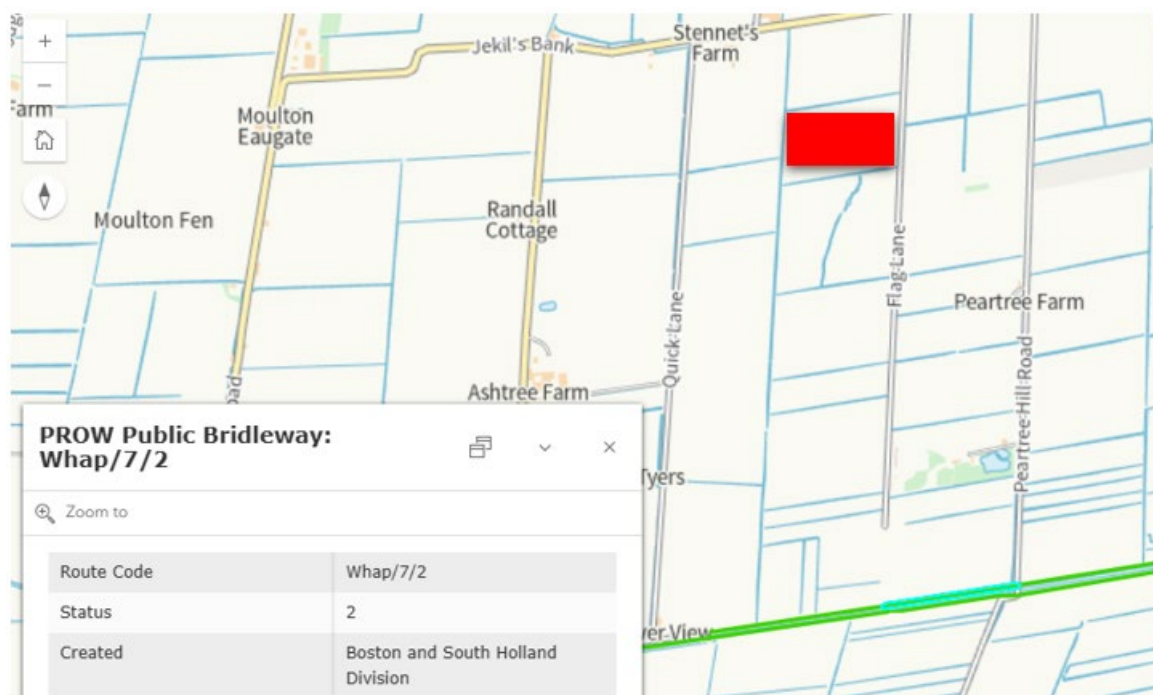 Jekil's Bank
Stennet's
Farm
Farm
Moulton
Eaugate
Moulton Fen
Randall
Cottage
Flag Lane
Peartree Farm
Quick Lane
Peartree Hill Road
Ashtree Farm
Tyers
PROW Public Bridleway:
Whap/7/2
Zoom to
Route Code Whap/7/2
Status 2
Created Boston and South Holland
Division
ver View